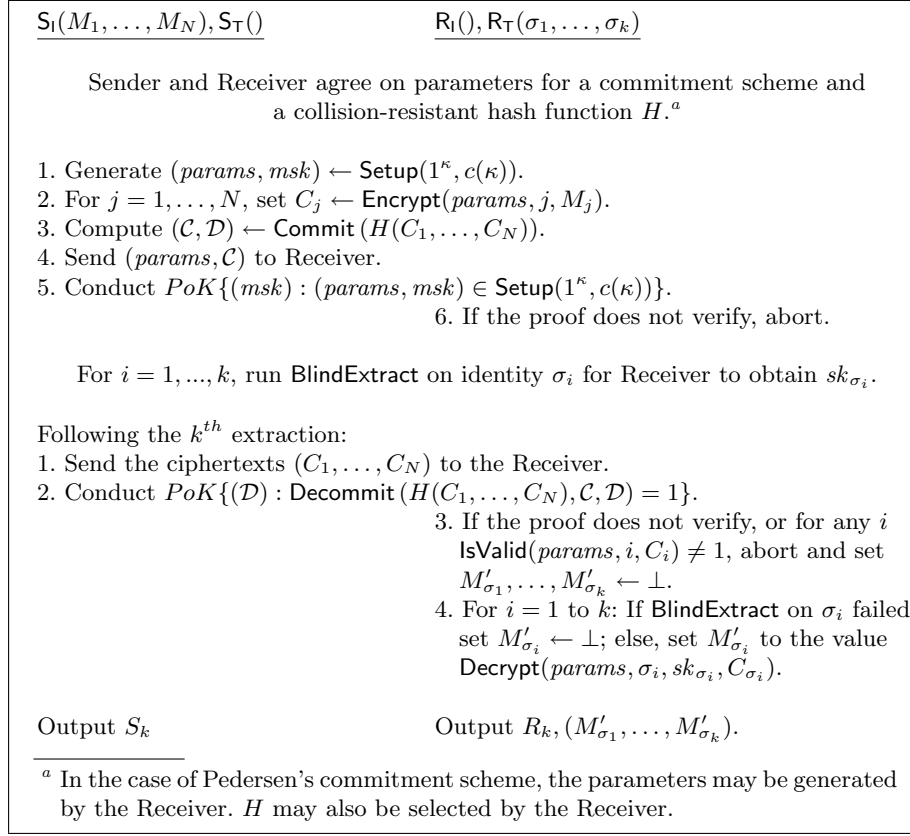 S_I(M_1, . . . , M_N), S_T() R_I(), R_T(σ_1, . . . , σ_k)
Sender and Receiver agree on parameters for a commitment scheme and
a collision-resistant hash function H.^a
1. Generate (params, msk) ← Setup(1^κ, c(κ)).
2. For j = 1, . . . , N, set C_j ← Encrypt(params, j, M_j).
3. Compute (𝒞, 𝒟) ← Commit (H(C_1, . . . , C_N)).
4. Send (params, 𝒞) to Receiver.
5. Conduct PoK{(msk) : (params, msk) ∈ Setup(1^κ, c(κ))}.
6. If the proof does not verify, abort.
For i = 1, ..., k, run BlindExtract on identity σ_i for Receiver to obtain sk_{σ_i}.
Following the k^{th} extraction:
1. Send the ciphertexts (C_1, . . . , C_N) to the Receiver.
2. Conduct PoK{(𝒟) : Decommit (H(C_1, . . . , C_N), 𝒞, 𝒟) = 1}.
3. If the proof does not verify, or for any i
IsValid(params, i, C_i) ≠ 1, abort and set
M′_{σ_1}, . . . , M′_{σ_k} ← ⊥.
4. For i = 1 to k: If BlindExtract on σ_i failed
set M′_{σ_i} ← ⊥; else, set M′_{σ_i} to the value
Decrypt(params, σ_i, sk_{σ_i}, C_{σ_i}).
Output S_k Output R_k, (M′_{σ_1}, . . . , M′_{σ_k}).
^a In the case of Pedersen's commitment scheme, the parameters may be generated
by the Receiver. H may also be selected by the Receiver.